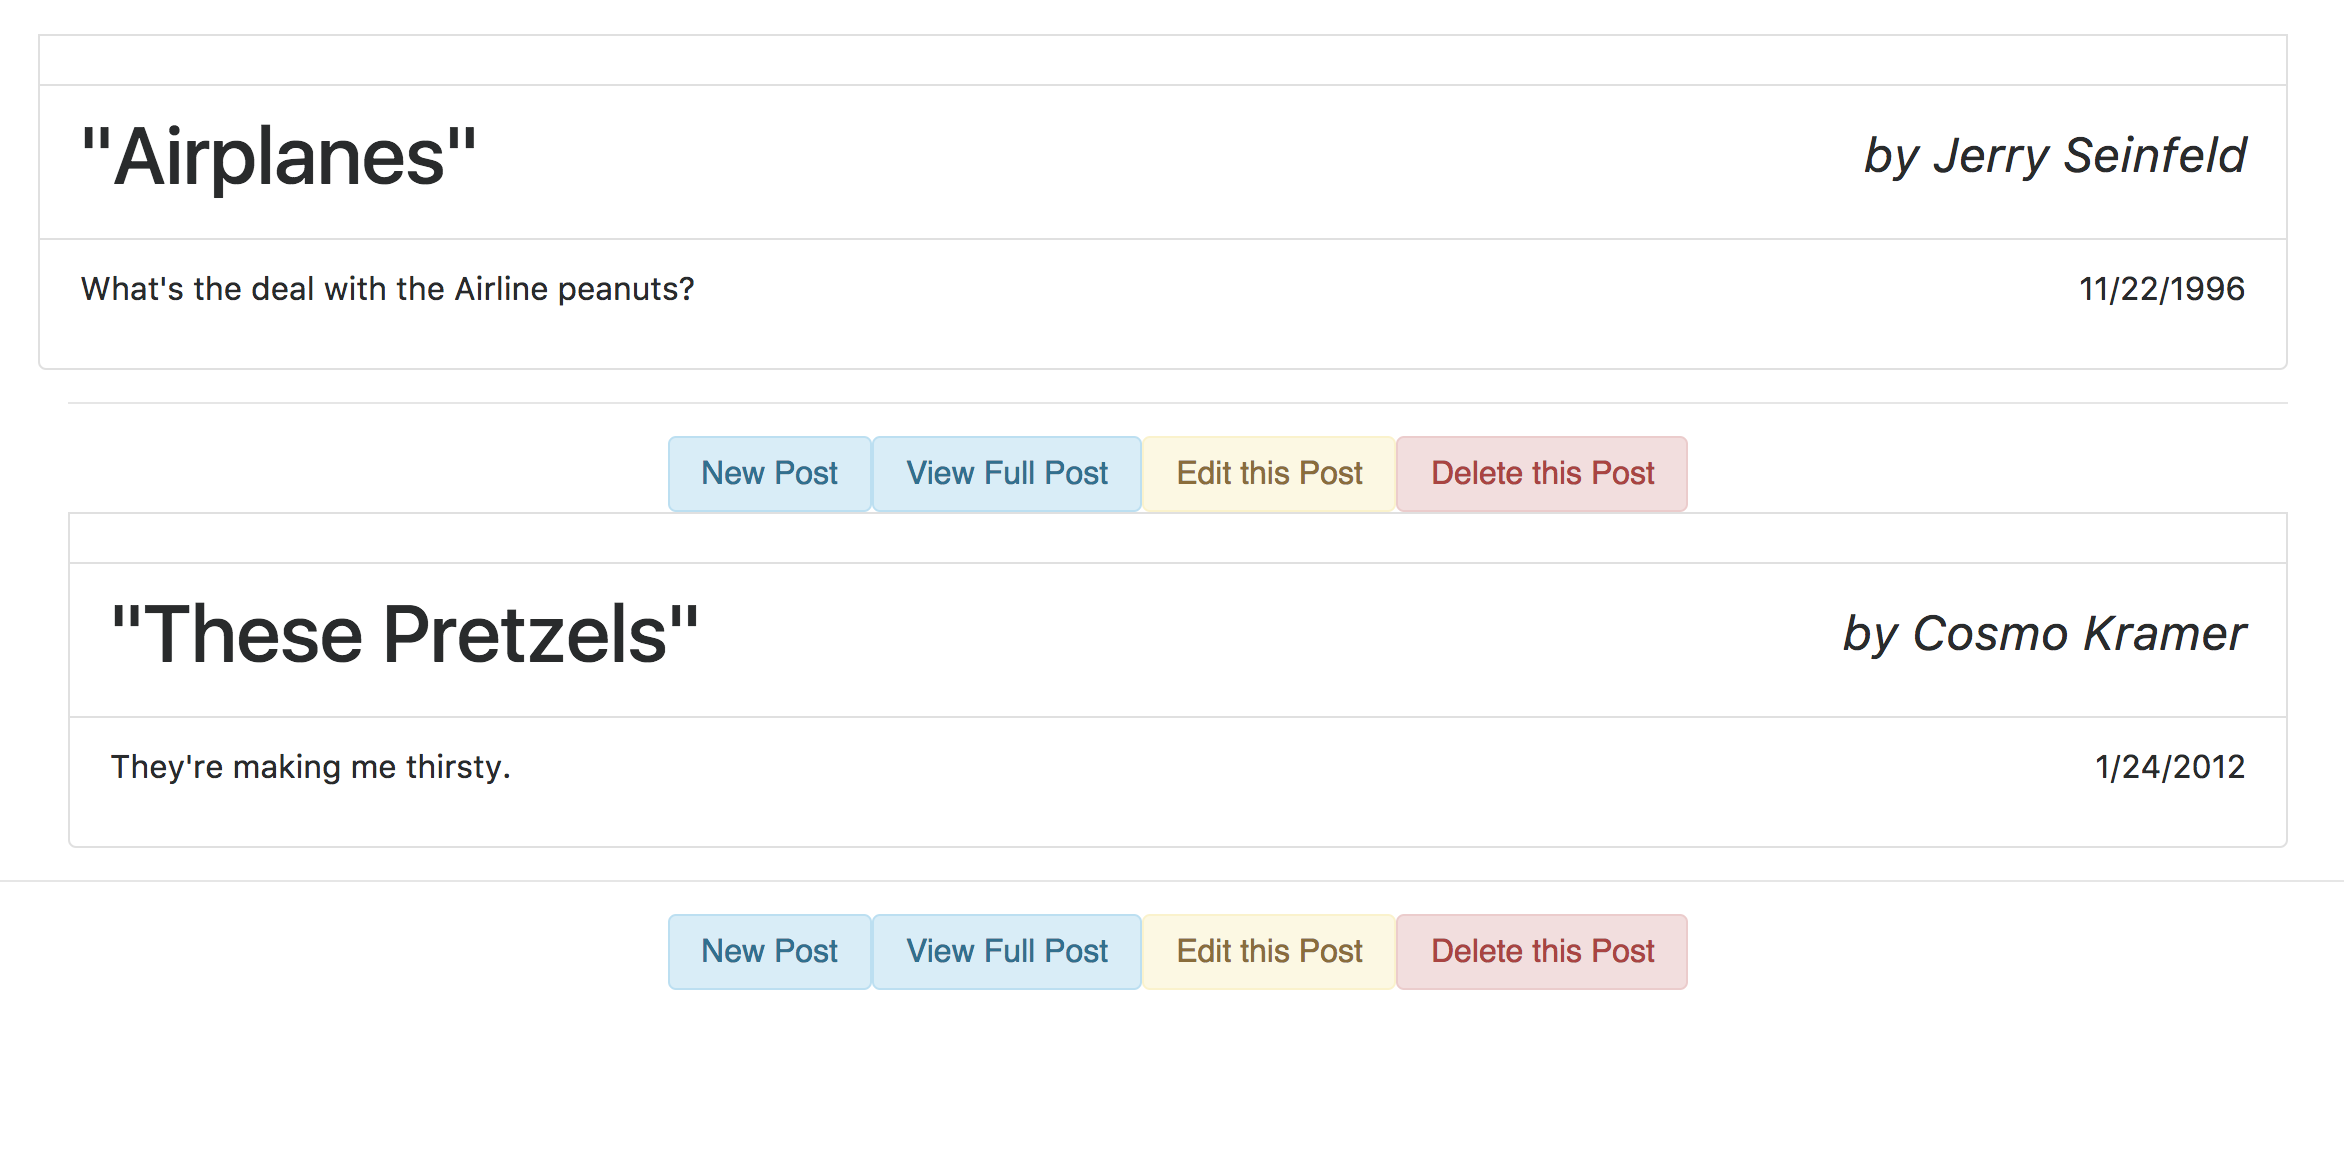 "Airplanes" by Jerry Seinfeld
What's the deal with the Airline peanuts? 11/22/1996
New Post View Full Post Edit this Post Delete this Post
"These Pretzels" by Cosmo Kramer
They're making me thirsty. 1/24/2012
New Post View Full Post Edit this Post Delete this Post